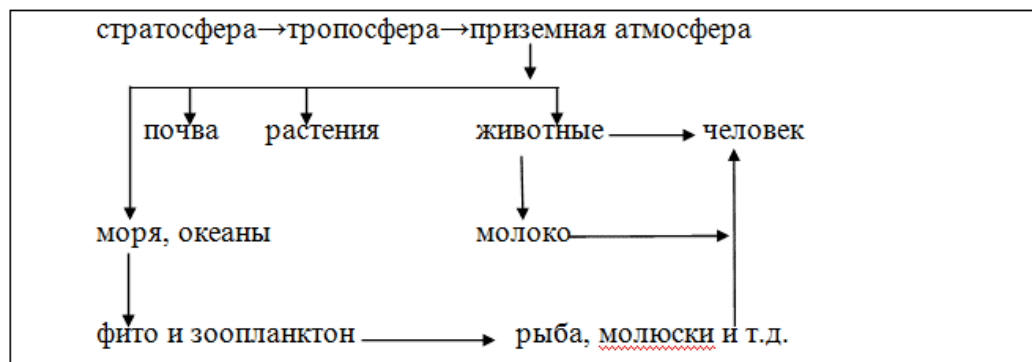 стратосфера→тропосфера→приземная атмосфера
почва растения животные человек
моря, океаны молоко
фито и зоопланктон рыба, молюски и т.д.